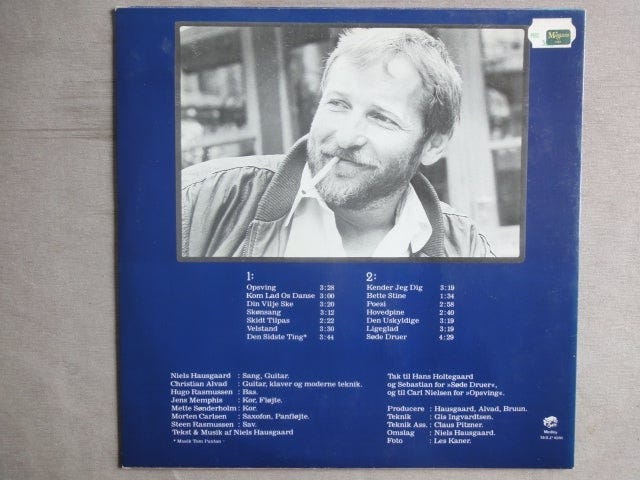 1:
Opsving 3:28
Kom Lad Os Danse 3:00
Din Vilje Ske 3:20
Skønsang 3:12
Skidt Tilpas 2:22
Velstand 3:30
Den Sidste Ting* 3:44
2:
Kender Jeg Dig 3:19
Bette Stine 1:34
Poesi 2:58
Hovedpine 2:40
Den Uskyldige 3:19
Ligeglad 3:19
Søde Druer 4:29
Niels Hausgaard : Sang, Guitar.
Christian Alvad : Guitar, klaver og moderne teknik.
Hugo Rasmussen : Bas.
Jens Memphis : Kor, Fløjte.
Mette Sønderholm : Kor.
Morten Carlsen : Saxofon, Panfløjte.
Steen Rasmussen : Sav.
Tekst & Musik af Niels Hausgaard
* Musik Tom Paxton
Tak til Hans Holtegaard
og Sebastian for »Søde Druer«,
og til Carl Nielsen for »Opsving«.
Producere : Hausgaard, Alvad, Bruun.
Teknik : Gis Ingvardtsen.
Teknik Ass. : Claus Pitzner.
Omslag : Niels Hausgaard.
Foto : Les Kaner.
Medley